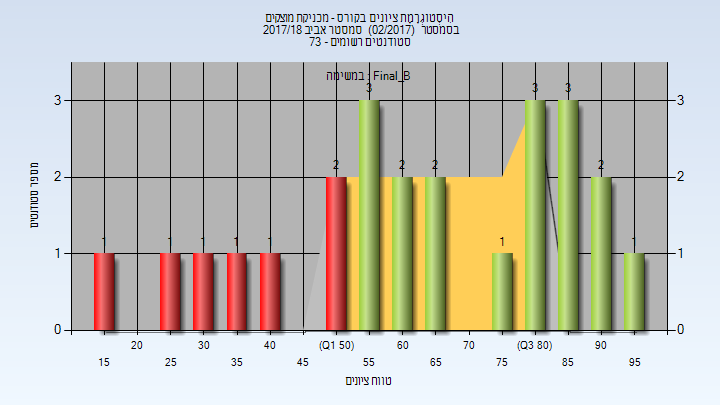 היסטוגרמת ציונים בקורס - מכניקת מוצקים
בסמסטר (02/2017) סמסטר אביב 2017/18
סטודנטים רשומים - 73
במשימה : Final_B
מספר סטודנטים
3 3
2 2
1 1
0 0
1 1 1 1 1 2 3 2 2 1 3 3 2 1
20 30 40 (Q1 50) 60 70 (Q3 80) 90
15 25 35 45 55 65 75 85 95
טווח ציונים